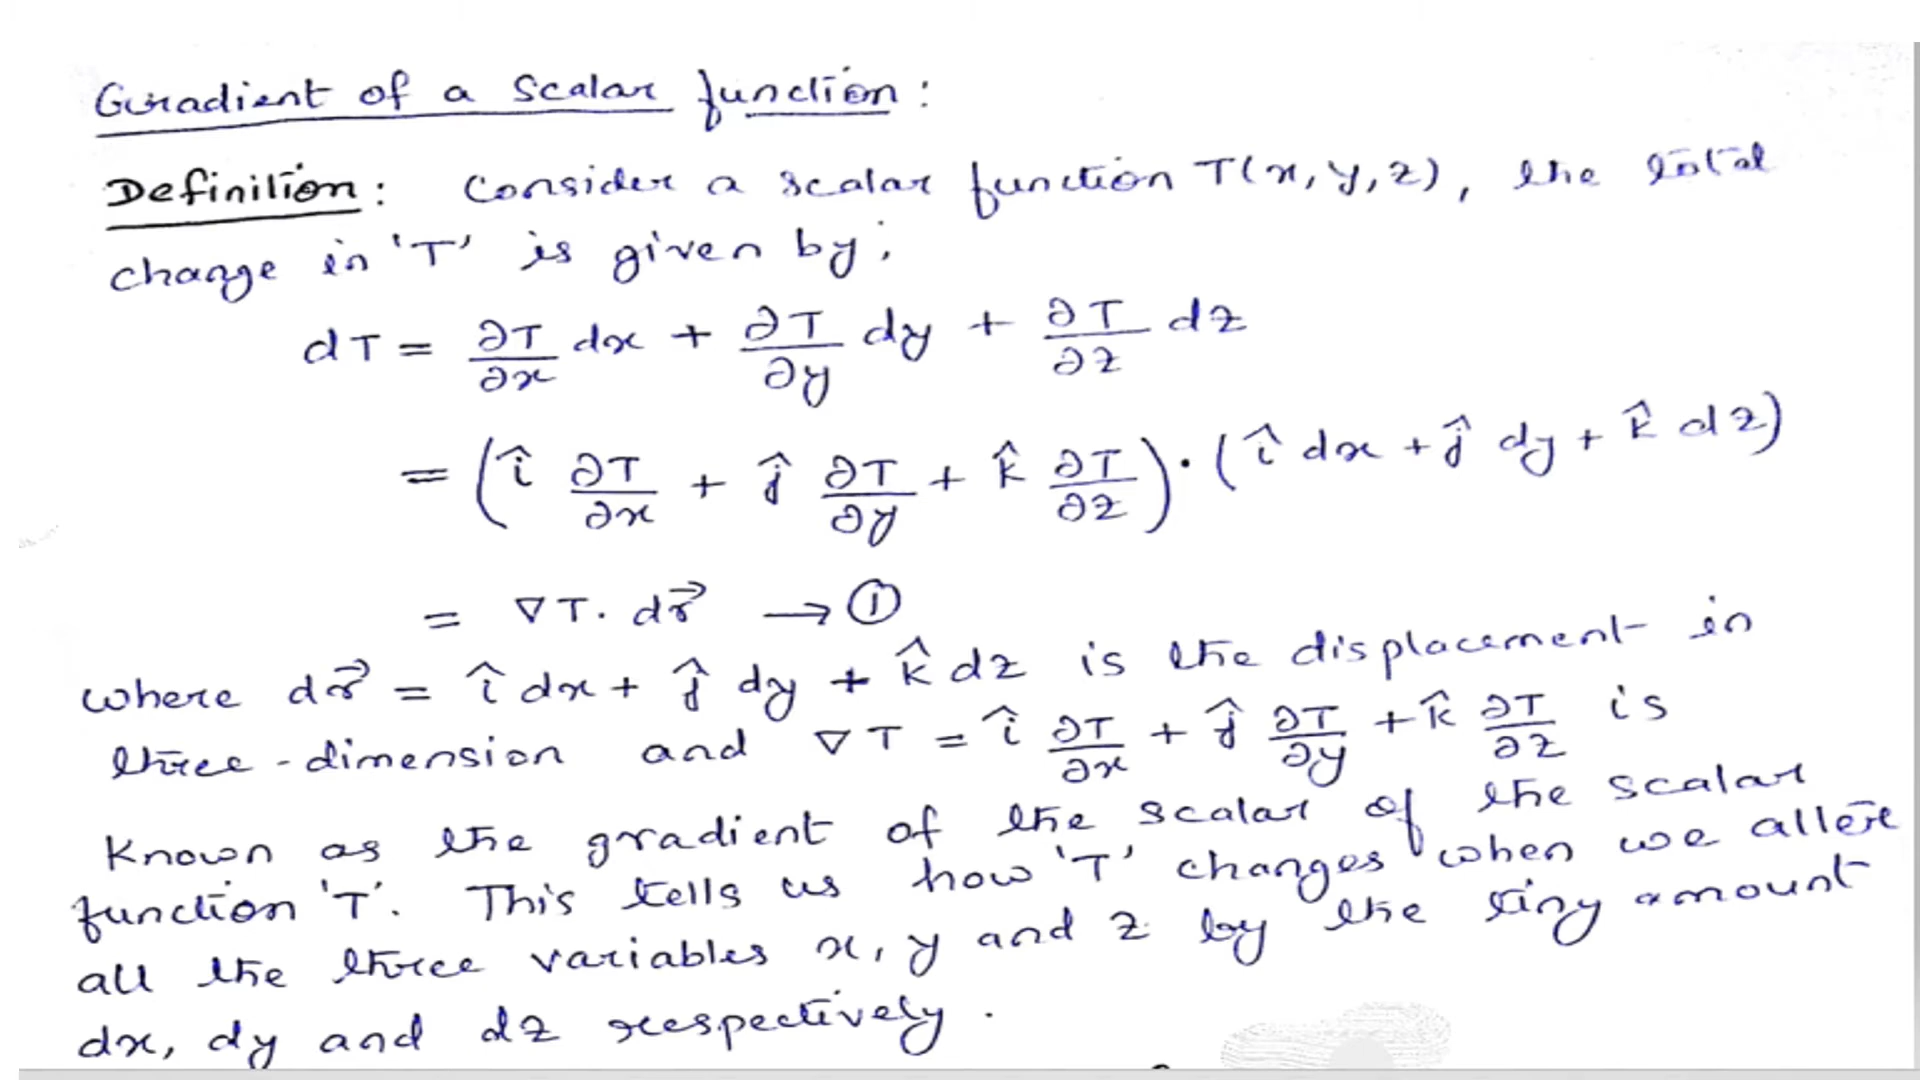 Gradient of a scalar function :
Definition : Consider a scalar function T(x, y, z), the total
change in 'T' is given by ;
dT = ∂T/∂x dx + ∂T/∂y dy + ∂T/∂z dz
= (î ∂T/∂x + ĵ ∂T/∂y + k̂ ∂T/∂z) · (î dx + ĵ dy + k̂ dz)
= ∇T · dr⃗ → ①
where dr⃗ = î dx + ĵ dy + k̂ dz is the displacement in
three-dimension and ∇T = î ∂T/∂x + ĵ ∂T/∂y + k̂ ∂T/∂z is
known as the gradient of the scalar of the scalar
function 'T'. This tells us how 'T' changes when we alter
all the three variables x, y and z by the tiny amount
dx, dy and dz respectively.